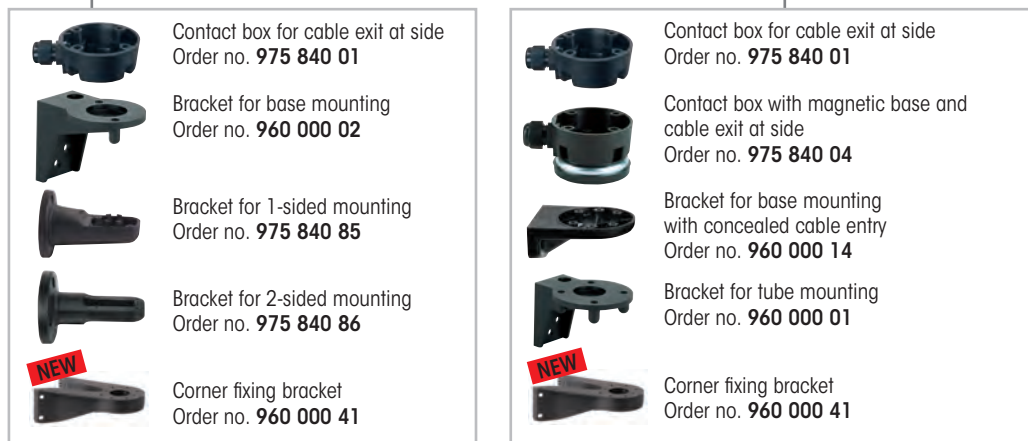 Contact box for cable exit at side
Order no. 975 840 01
Bracket for base mounting
Order no. 960 000 02
Bracket for 1-sided mounting
Order no. 975 840 85
Bracket for 2-sided mounting
Order no. 975 840 86
NEW
Corner fixing bracket
Order no. 960 000 41
Contact box for cable exit at side
Order no. 975 840 01
Contact box with magnetic base and
cable exit at side
Order no. 975 840 04
Bracket for base mounting
with concealed cable entry
Order no. 960 000 14
Bracket for tube mounting
Order no. 960 000 01
NEW
Corner fixing bracket
Order no. 960 000 41